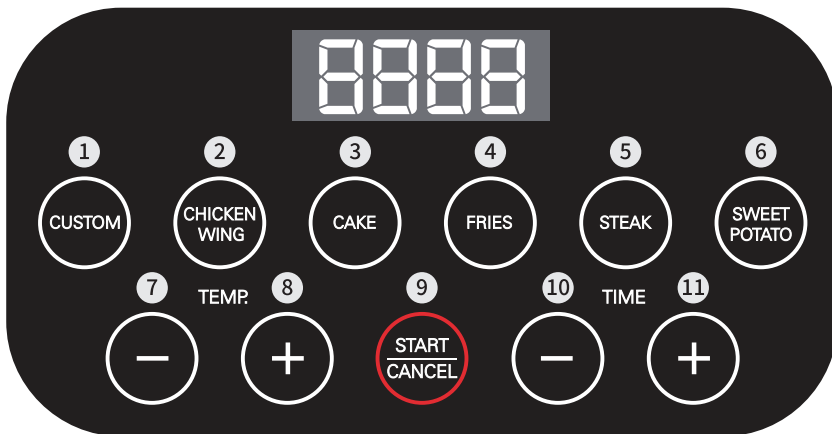 8888
1
2
3
4
5
6
CUSTOM
CHICKEN
WING
CAKE
FRIES
STEAK
SWEET
POTATO
7
TEMP.
8
9
10
TIME
11
−
+
START
CANCEL
−
+